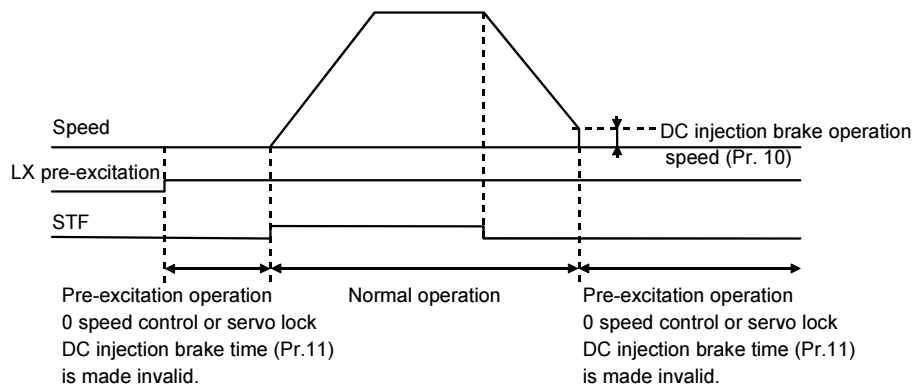 Speed
DC injection brake operation
speed (Pr. 10)
LX pre-excitation
STF
Pre-excitation operation
0 speed control or servo lock
DC injection brake time (Pr.11)
is made invalid.
Normal operation
Pre-excitation operation
0 speed control or servo lock
DC injection brake time (Pr.11)
is made invalid.